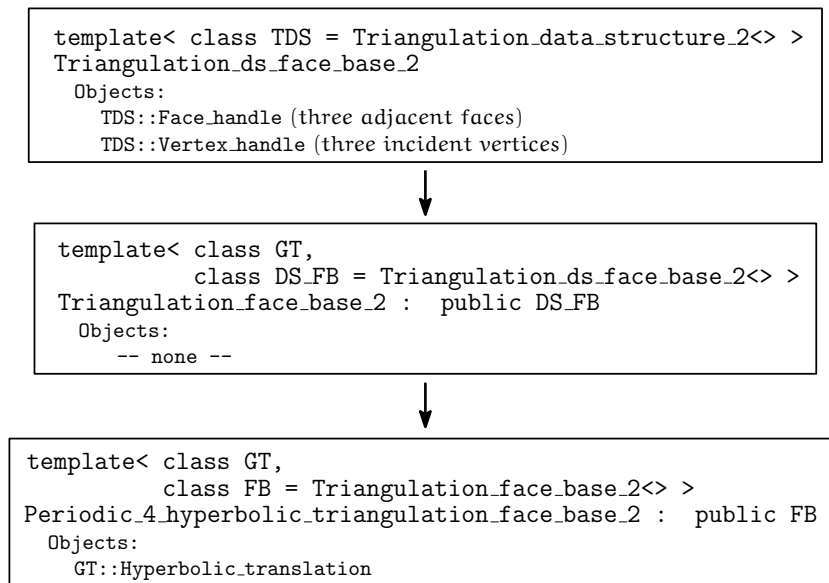 template< class TDS = Triangulation_data_structure_2<> >
Triangulation_ds_face_base_2
Objects:
TDS::Face_handle (three adjacent faces)
TDS::Vertex_handle (three incident vertices)
template< class GT,
class DS_FB = Triangulation_ds_face_base_2<> >
Triangulation_face_base_2 : public DS_FB
Objects:
-- none --
template< class GT,
class FB = Triangulation_face_base_2<> >
Periodic_4_hyperbolic_triangulation_face_base_2 : public FB
Objects:
GT::Hyperbolic_translation